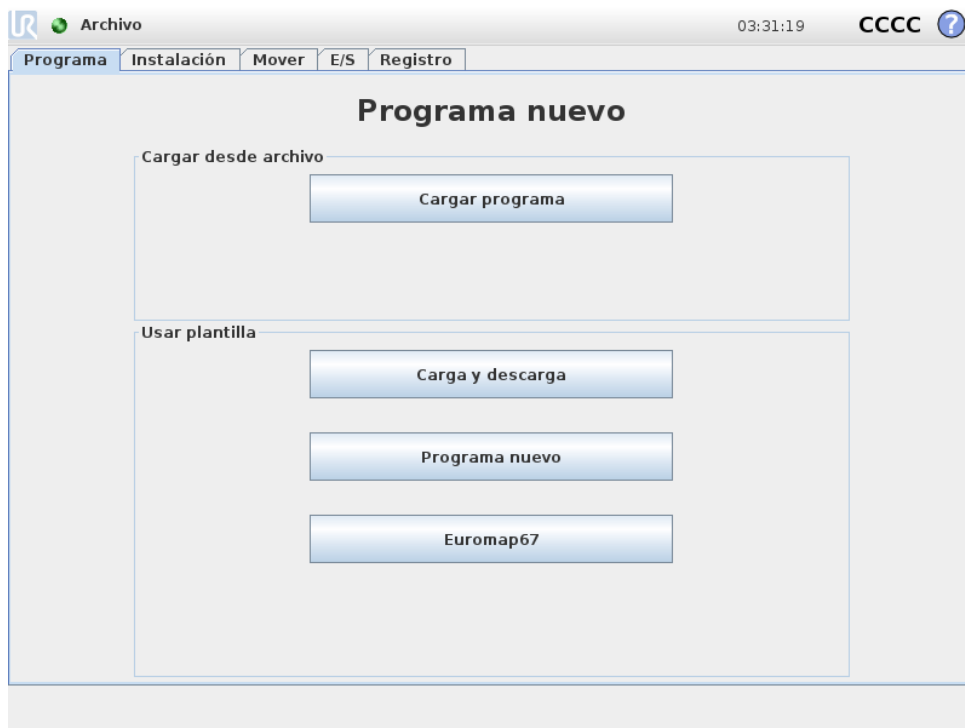 UR Archivo 03:31:19 CCCC ?
Programa Instalación Mover E/S Registro
Programa nuevo
Cargar desde archivo
Cargar programa
Usar plantilla
Carga y descarga
Programa nuevo
Euromap67